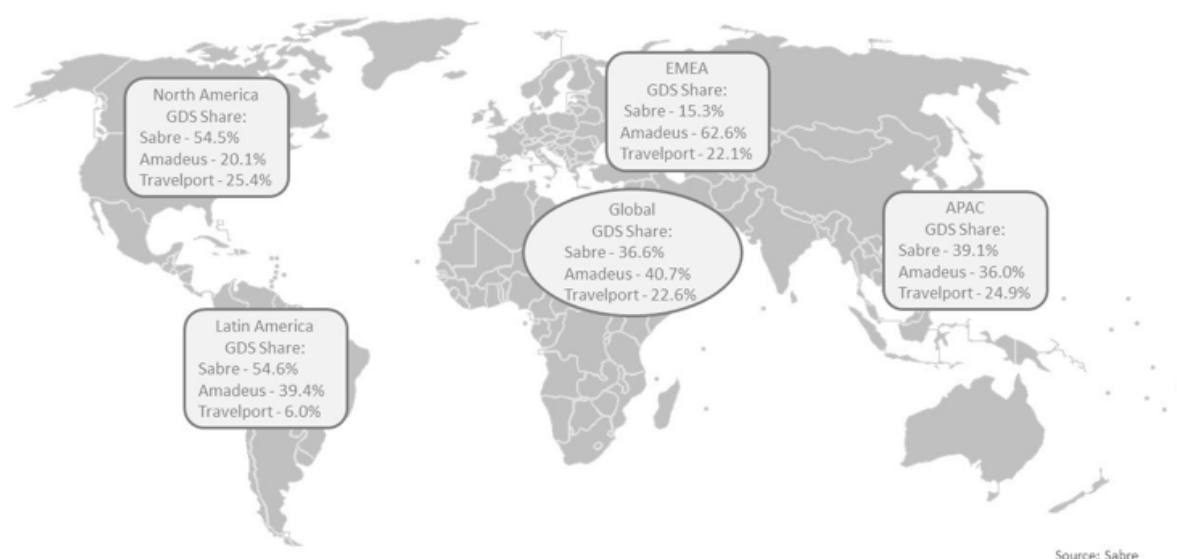 North America
GDS Share:
Sabre - 54.5%
Amadeus - 20.1%
Travelport - 25.4%
EMEA
GDS Share:
Sabre - 15.3%
Amadeus - 62.6%
Travelport - 22.1%
Global
GDS Share:
Sabre - 36.6%
Amadeus - 40.7%
Travelport - 22.6%
APAC
GDS Share:
Sabre - 39.1%
Amadeus - 36.0%
Travelport - 24.9%
Latin America
GDS Share:
Sabre - 54.6%
Amadeus - 39.4%
Travelport - 6.0%
Source: Sabre